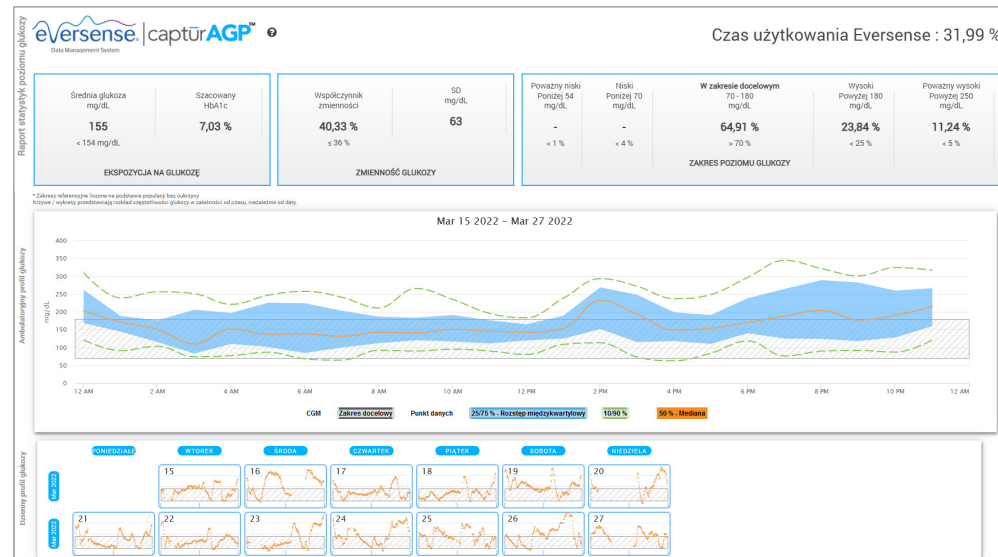 eversense. | captūrAGP™ ?
Data Management System
Czas użytkowania Eversense : 31,99 %
Raport statystyk poziomu glukozy
Średnia glukoza
mg/dL
155
< 154 mg/dL
Szacowany
HbA1c
7,03 %
EKSPOZYCJA NA GLUKOZĘ
Współczynnik
zmienności
40,33 %
≤ 36 %
SD
mg/dL
63
ZMIENNOŚĆ GLUKOZY
Poważny niski
Poniżej 54
mg/dL
-
< 1 %
Niski
Poniżej 70
mg/dL
-
< 4 %
W zakresie docelowym
70 - 180
mg/dL
64,91 %
> 70 %
Wysoki
Powyżej 180
mg/dL
23,84 %
< 25 %
Poważny wysoki
Powyżej 250
mg/dL
11,24 %
< 5 %
ZAKRES POZIOMU GLUKOZY
* Zakresy referencyjne liczone na podstawie populacji bez cukrzycy
Krzywe / wykresy przedstawiają rozkład częstotliwości glukozy w zależności od czasu, niezależnie od daty.
Ambulatoryjny profil glukozy
Mar 15 2022 – Mar 27 2022
mg/dL
400
350
300
250
200
150
100
50
0
12 AM 2 AM 4 AM 6 AM 8 AM 10 AM 12 PM 2 PM 4 PM 6 PM 8 PM 10 PM 12 AM
CGM Zakres docelowy Punkt danych 25/75 % - Rozstęp międzykwartylowy 10/90 % 50 % - Mediana
Dzienny profil glukozy
PONIEDZIAŁEK WTOREK ŚRODA CZWARTEK PIĄTEK SOBOTA NIEDZIELA
Mar 2022
15 16 17 18 19 20
Mar 2022
21 22 23 24 25 26 27